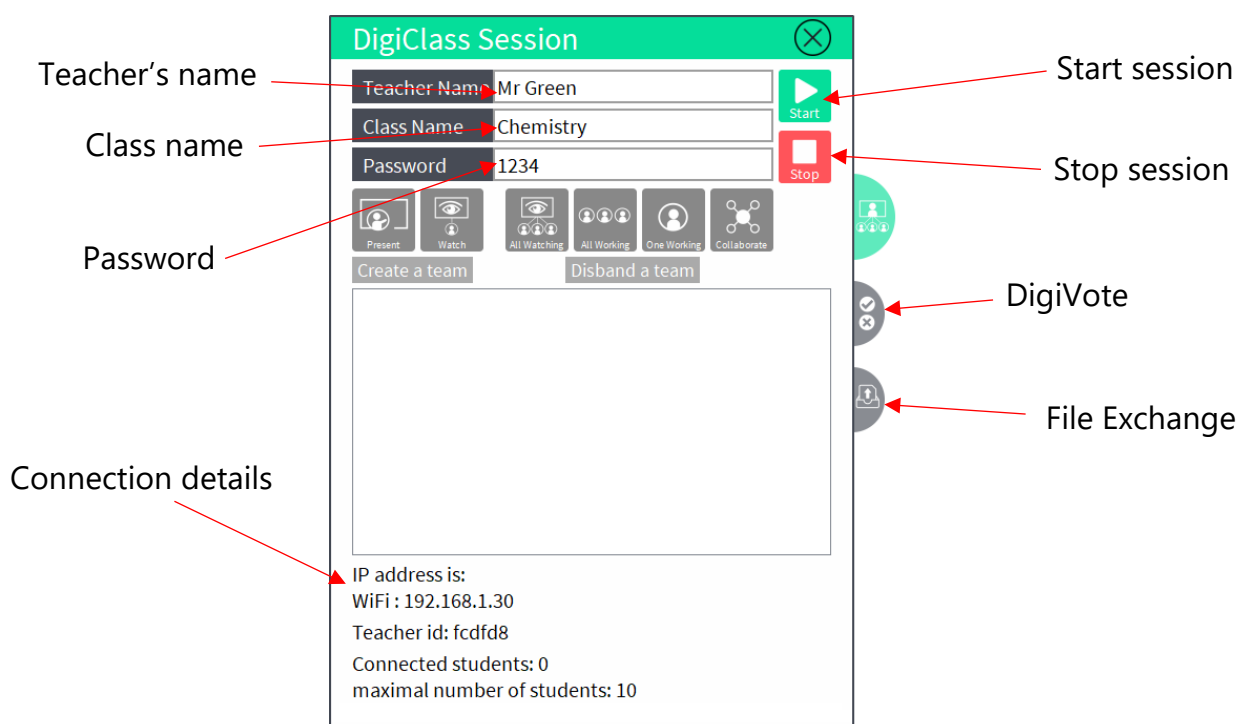 DigiClass Session
Teacher's name
Teacher Name Mr Green
Start session
Start
Class name
Class Name Chemistry
Password 1234
Stop session
Stop
Password
Present Watch All Watching All Working One Working Collaborate
Create a team Disband a team
DigiVote
File Exchange
Connection details
IP address is:
WiFi : 192.168.1.30
Teacher id: fcdfd8
Connected students: 0
maximal number of students: 10